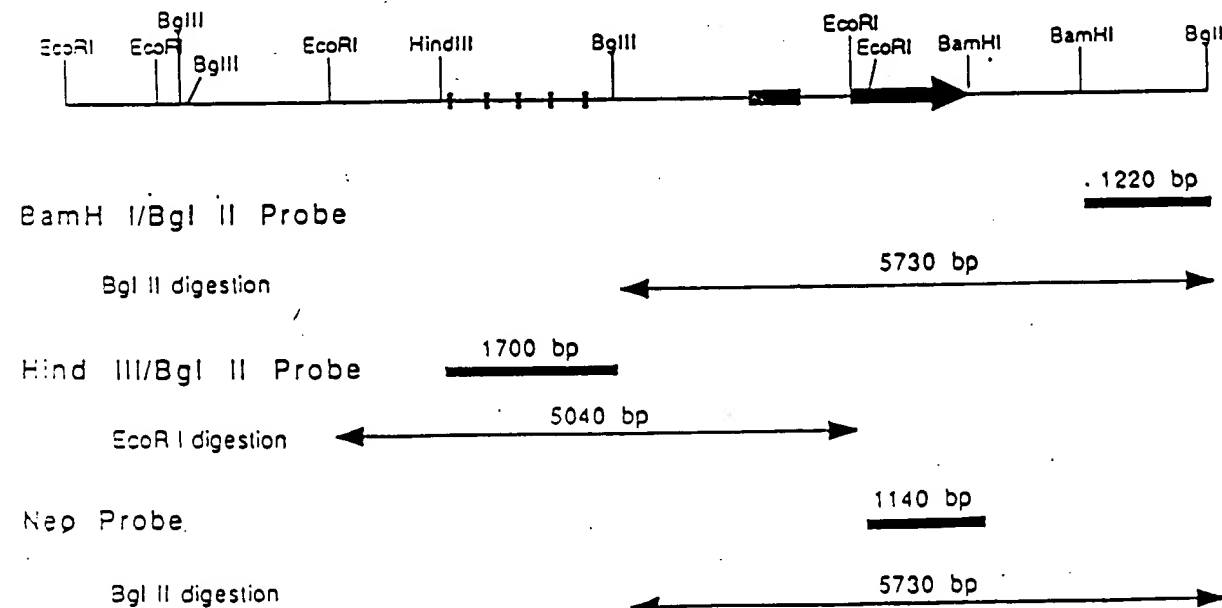 EcoRI EcoRI BglII BglII EcoRI HindIII BglII EcoRI EcoRI BamHI BamHI BglII
1220 bp
BamH I/Bgl II Probe
5730 bp
Bgl II digestion
1700 bp
Hind III/Bgl II Probe
5040 bp
EcoR I digestion
1140 bp
Neo Probe
5730 bp
Bgl II digestion